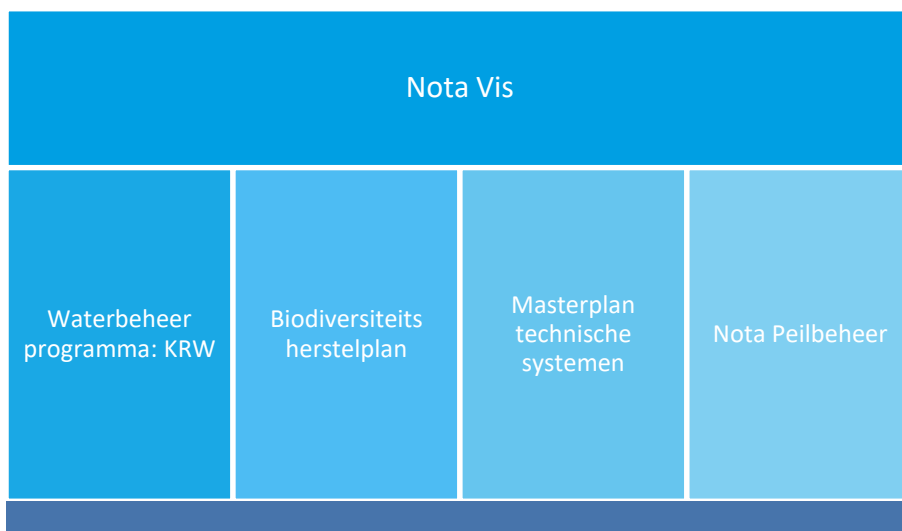 Nota Vis
Waterbeheer
programma: KRW
Biodiversiteits
herstelplan
Masterplan
technische
systemen
Nota Peilbeheer